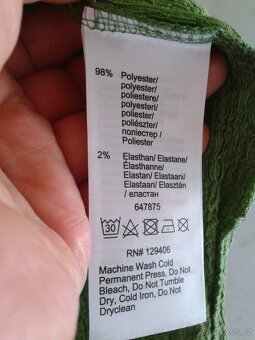 98% Polyester/
polyester/
poliestere/
polyesteri/
poliester/
poliészter/
полиестер /
Polyester
2% Elasthan/ Elastane/
Élasthanne/
Elastan/ Elastaani/
Elastaan/ Elasztán/
/ еластан
647875
30
RN# 129406
Machine Wash Cold
Permanent Press, Do Not
Bleach, Do Not Tumble
Dry, Cold Iron, Do Not
Dryclean